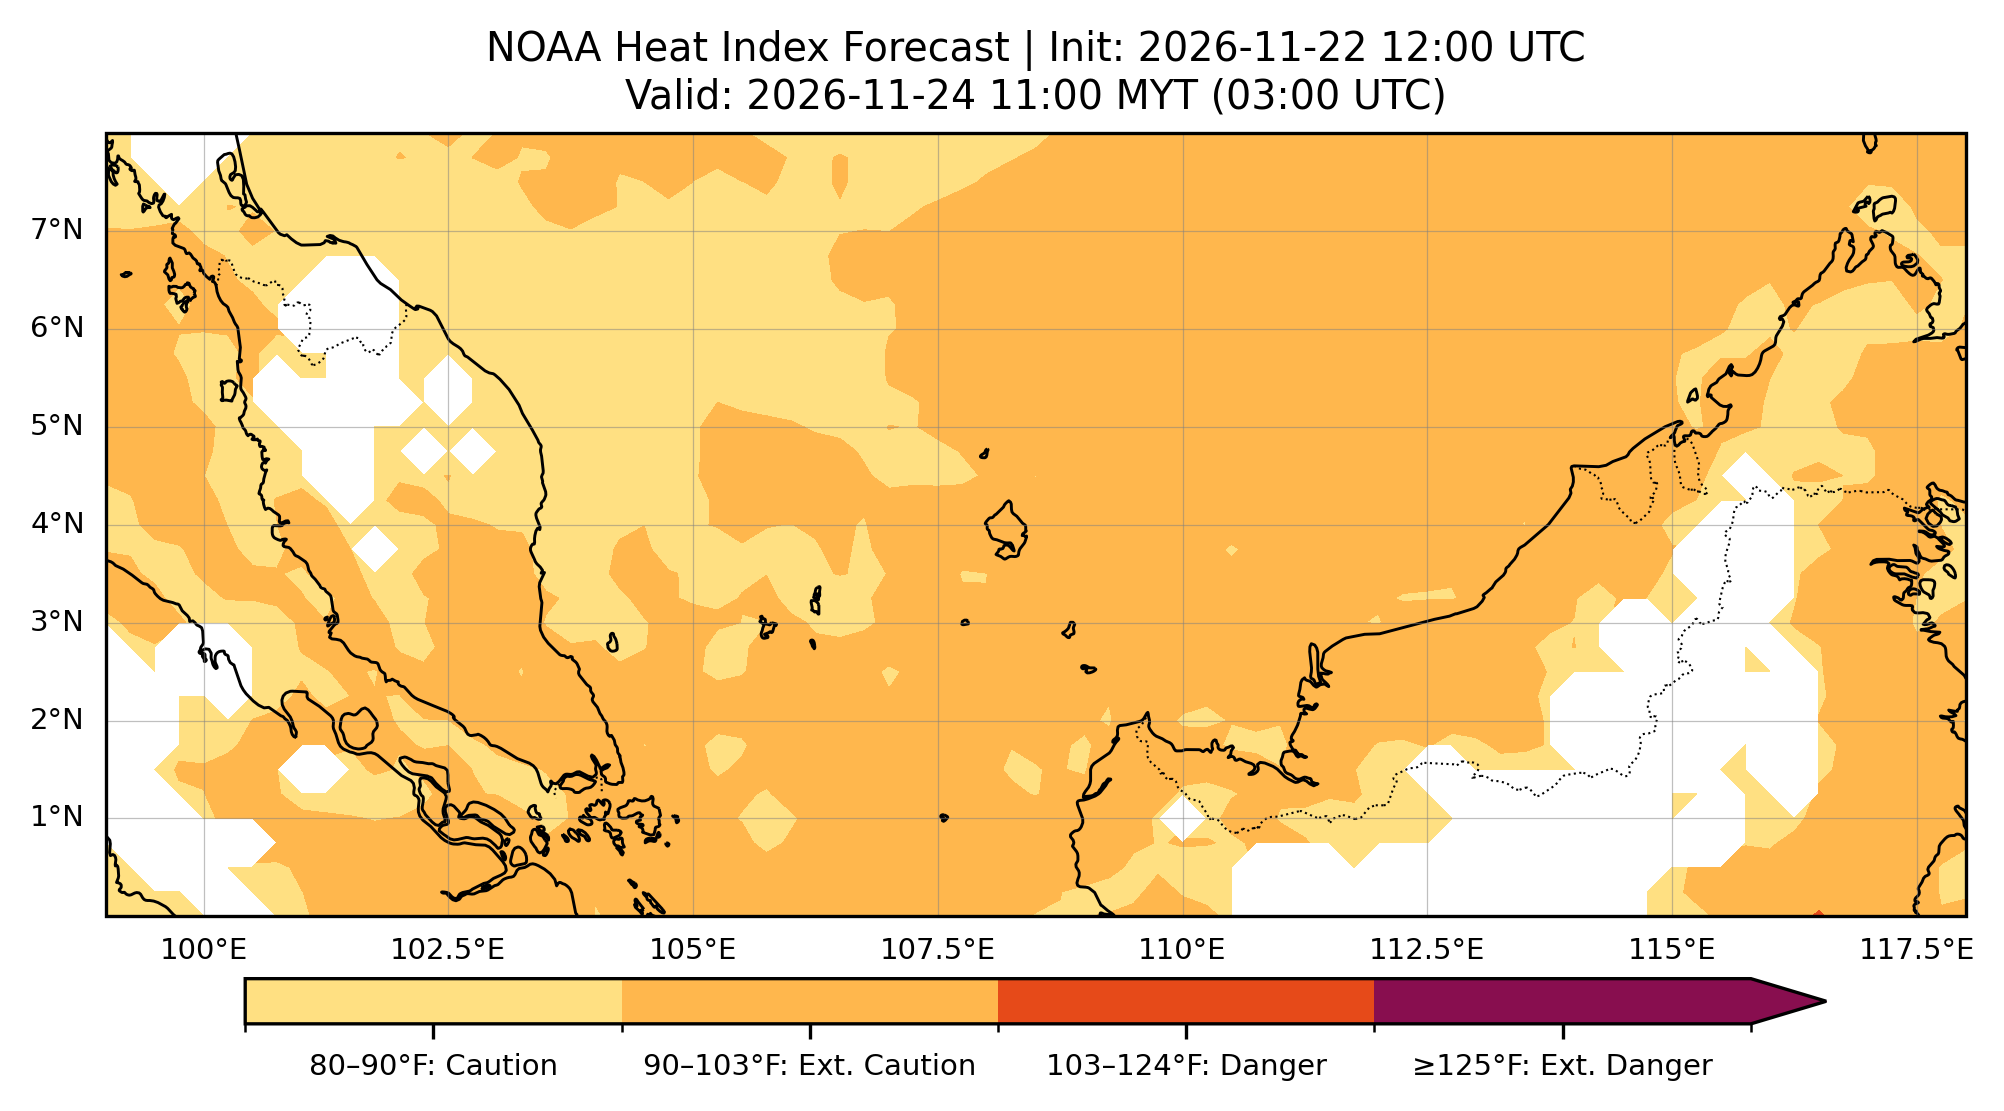 NOAA Heat Index Forecast | Init: 2026-11-22 12:00 UTC
Valid: 2026-11-24 11:00 MYT (03:00 UTC)
7°N
6°N
5°N
4°N
3°N
2°N
1°N
100°E 102.5°E 105°E 107.5°E 110°E 112.5°E 115°E 117.5°E
80–90°F: Caution 90–103°F: Ext. Caution 103–124°F: Danger ≥125°F: Ext. Danger